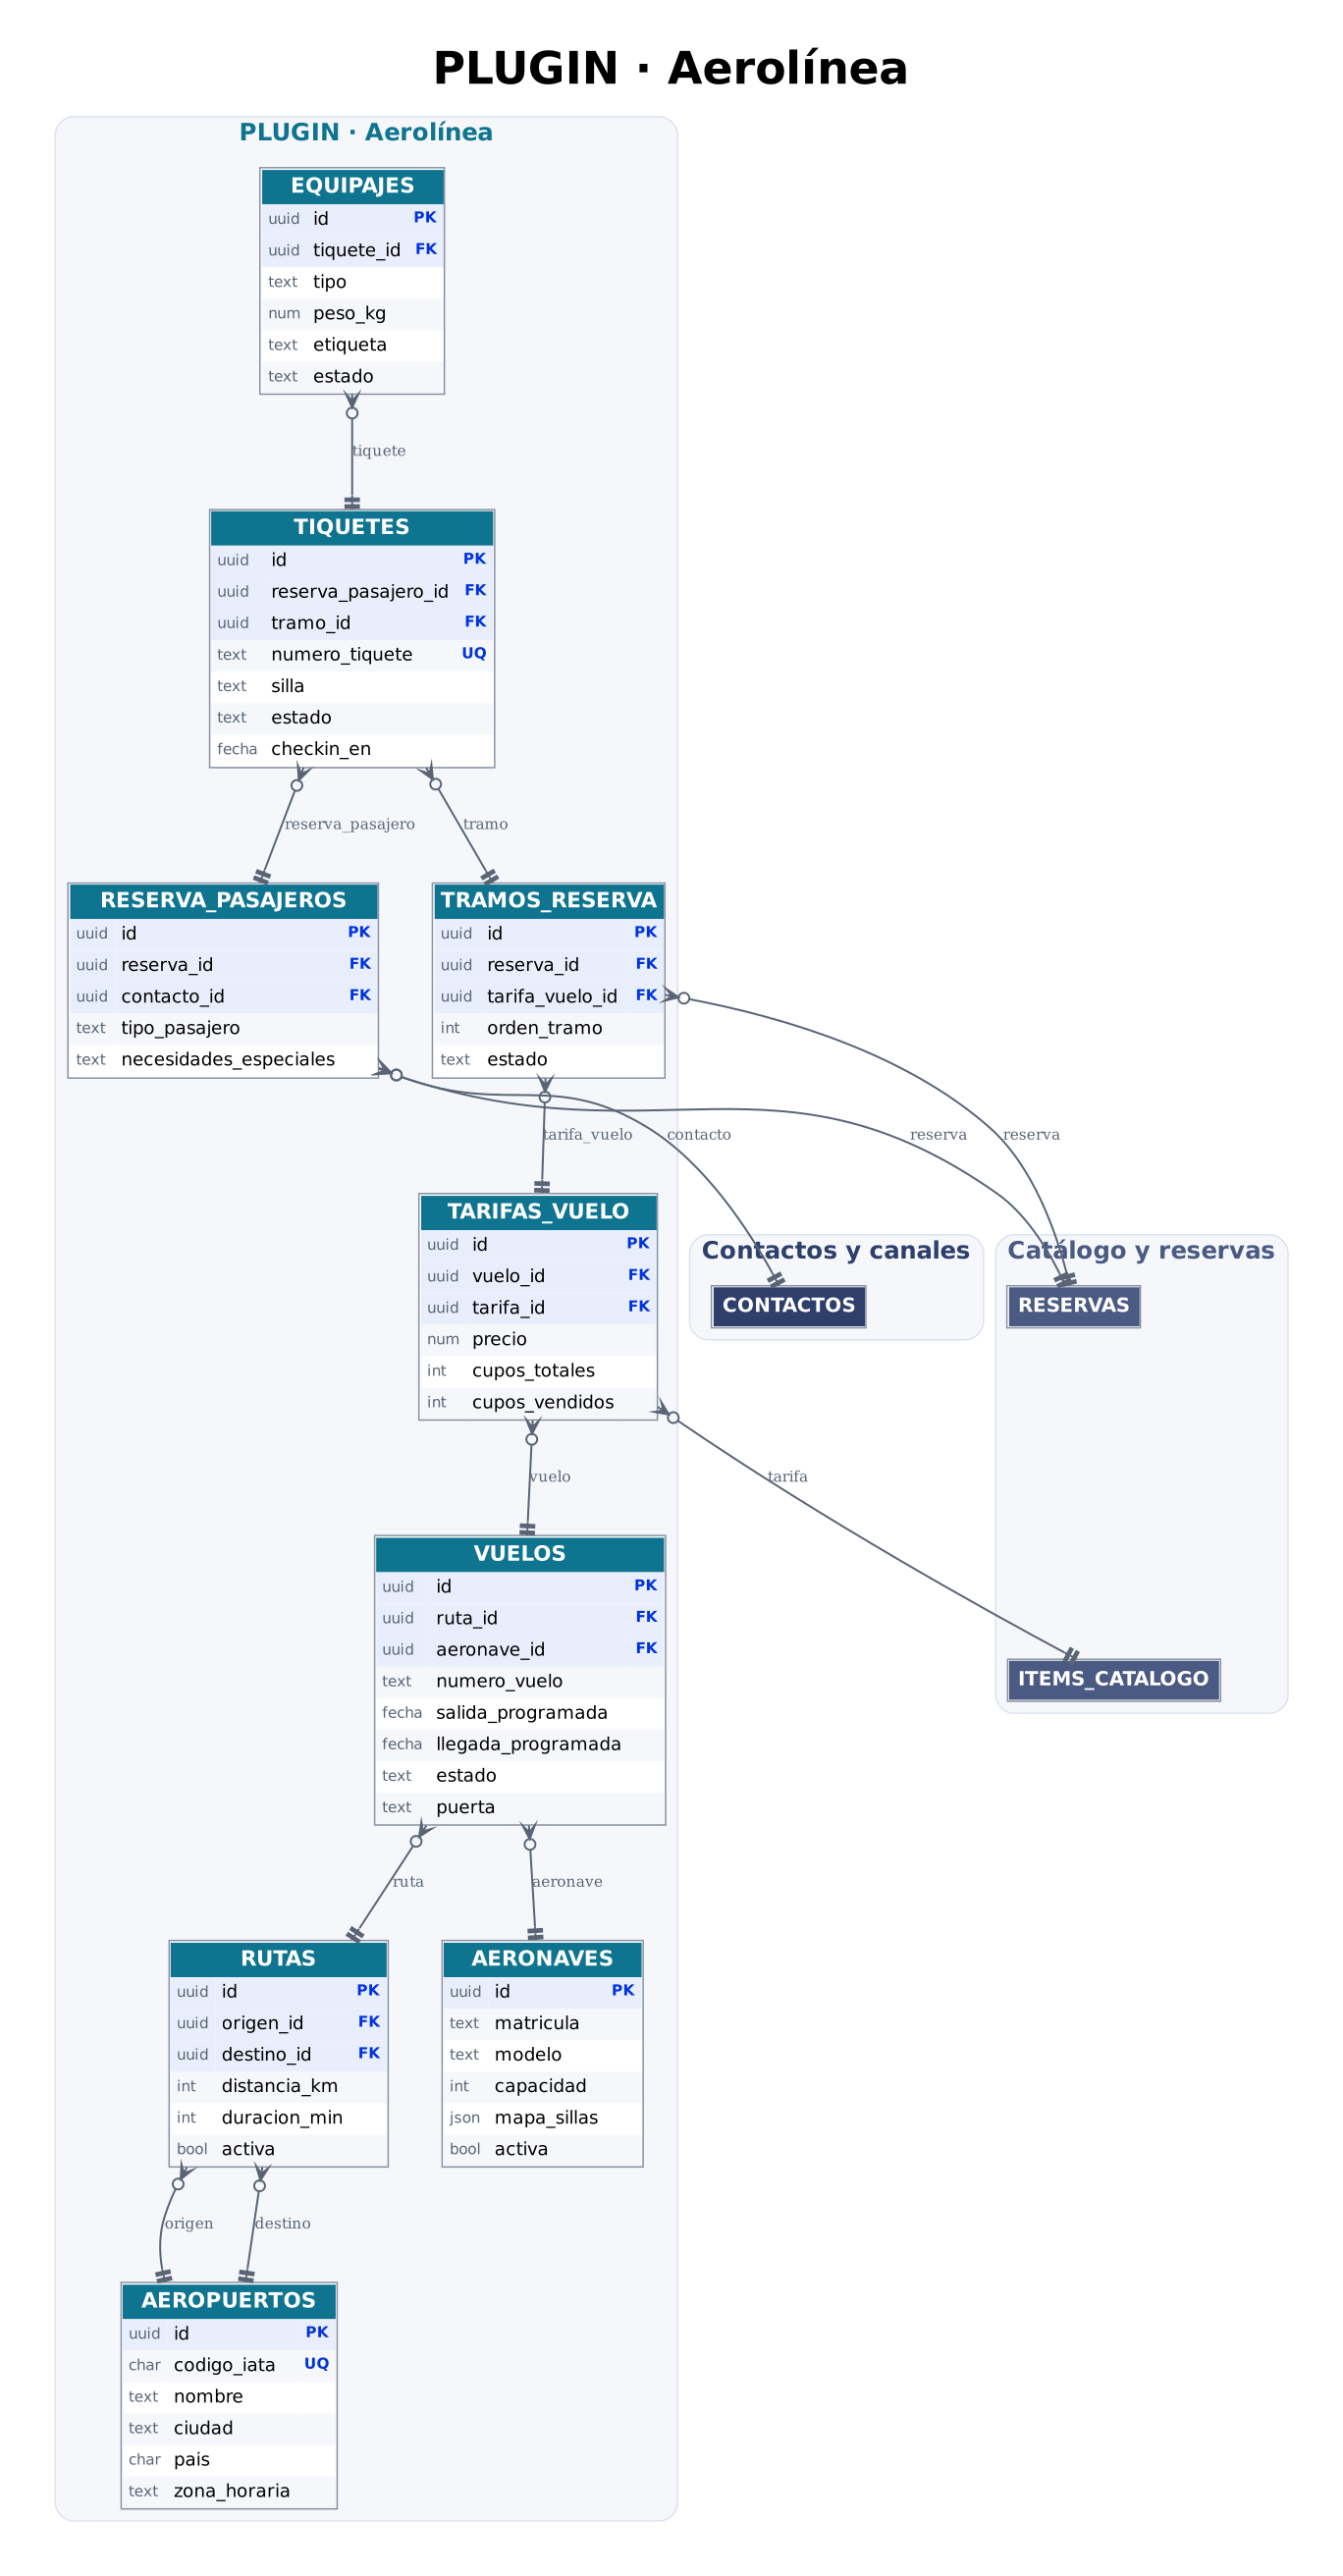 PLUGIN · Aerolínea
PLUGIN · Aerolínea
EQUIPAJES
uuid id PK
uuid tiquete_id FK
text tipo
num peso_kg
text etiqueta
text estado
tiquete
TIQUETES
uuid id PK
uuid reserva_pasajero_id FK
uuid tramo_id FK
text numero_tiquete UQ
text silla
text estado
fecha checkin_en
reserva_pasajero
tramo
RESERVA_PASAJEROS
uuid id PK
uuid reserva_id FK
uuid contacto_id FK
text tipo_pasajero
text necesidades_especiales
TRAMOS_RESERVA
uuid id PK
uuid reserva_id FK
uuid tarifa_vuelo_id FK
int orden_tramo
text estado
tarifa_vuelo
contacto
reserva
reserva
TARIFAS_VUELO
uuid id PK
uuid vuelo_id FK
uuid tarifa_id FK
num precio
int cupos_totales
int cupos_vendidos
Contactos y canales
CONTACTOS
Catálogo y reservas
RESERVAS
vuelo
tarifa
VUELOS
uuid id PK
uuid ruta_id FK
uuid aeronave_id FK
text numero_vuelo
fecha salida_programada
fecha llegada_programada
text estado
text puerta
ITEMS_CATALOGO
ruta
aeronave
RUTAS
uuid id PK
uuid origen_id FK
uuid destino_id FK
int distancia_km
int duracion_min
bool activa
AERONAVES
uuid id PK
text matricula
text modelo
int capacidad
json mapa_sillas
bool activa
origen
destino
AEROPUERTOS
uuid id PK
char codigo_iata UQ
text nombre
text ciudad
char pais
text zona_horaria